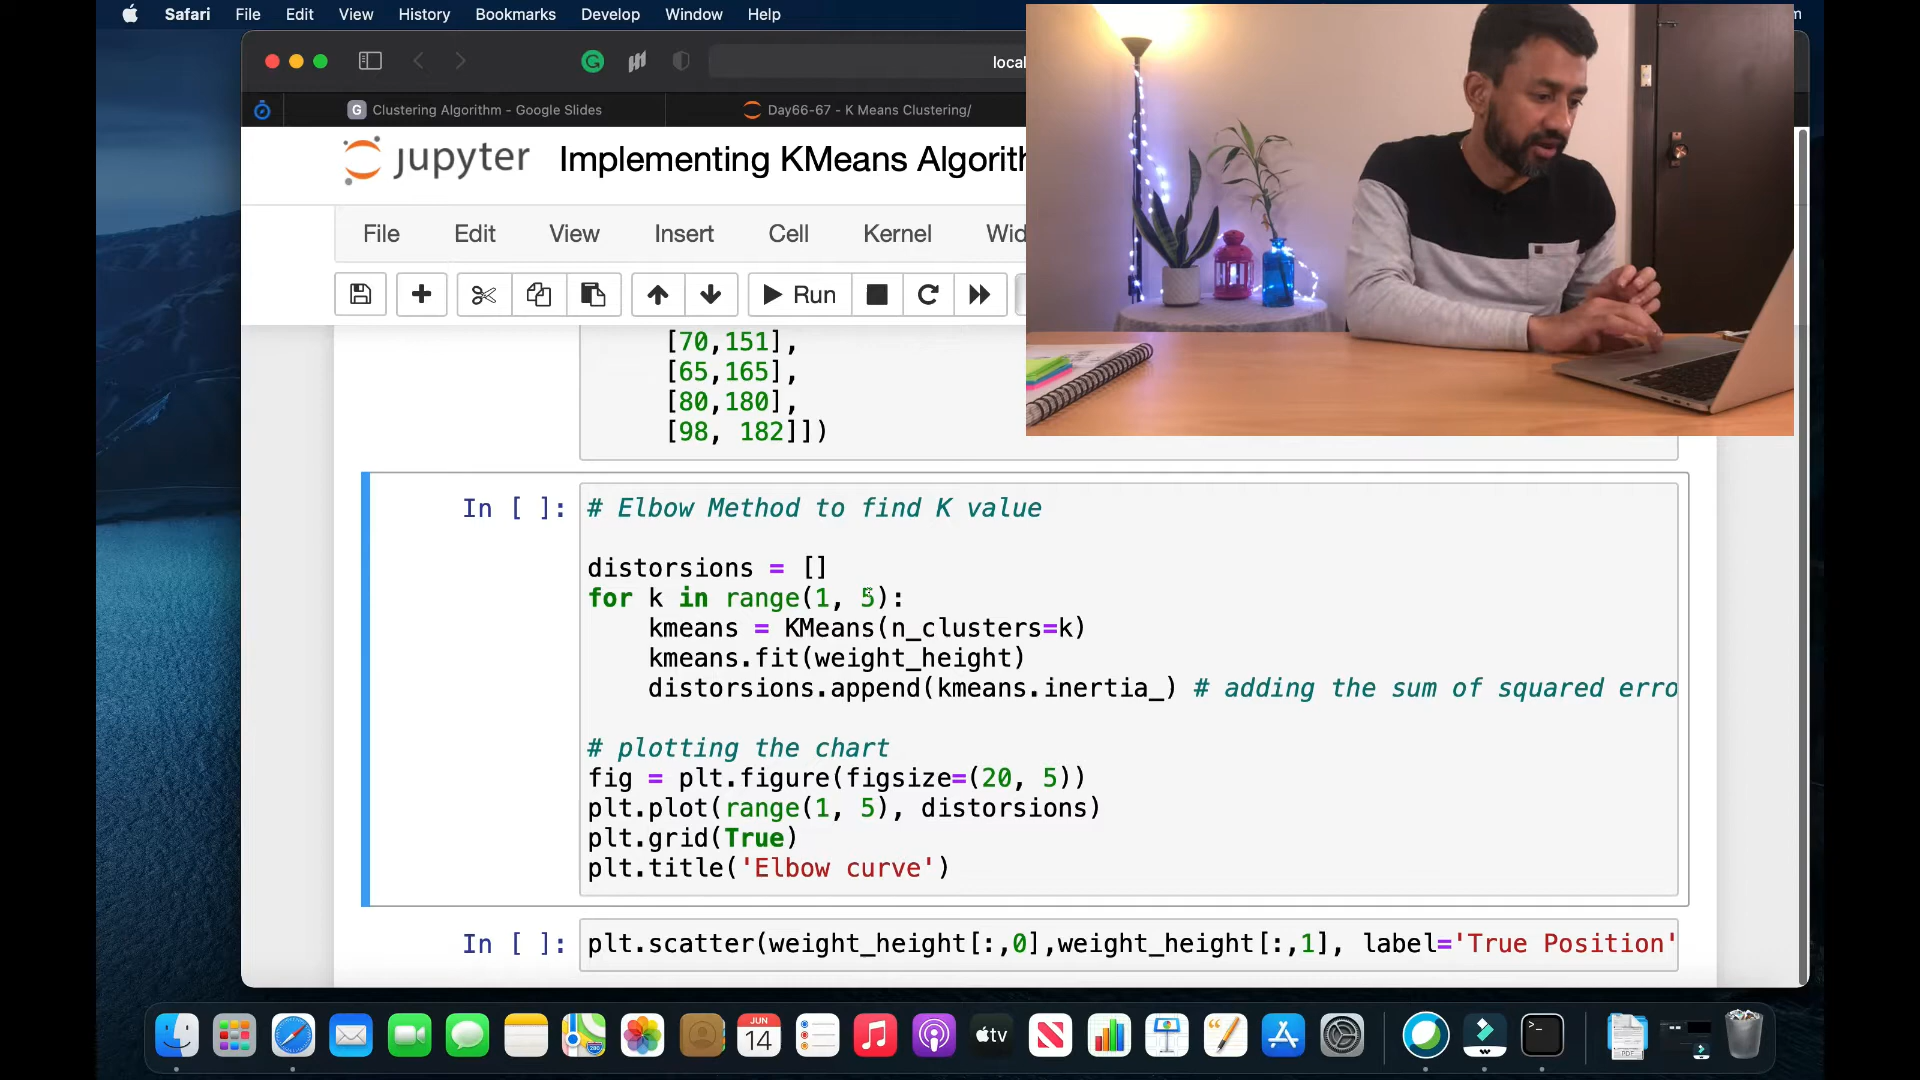 Safari File Edit View History Bookmarks Develop Window Help
local
Clustering Algorithm - Google Slides
Day66-67 - K Means Clustering/
jupyter Implementing KMeans Algorith
File Edit View Insert Cell Kernel Wid
Run
[70,151],
[65,165],
[80,180],
[98, 182]])
In [ ]: # Elbow Method to find K value
distorsions = []
for k in range(1, 5):
kmeans = KMeans(n_clusters=k)
kmeans.fit(weight_height)
distorsions.append(kmeans.inertia_) # adding the sum of squared erro
# plotting the chart
fig = plt.figure(figsize=(20, 5))
plt.plot(range(1, 5), distorsions)
plt.grid(True)
plt.title('Elbow curve')
In [ ]: plt.scatter(weight_height[:,0],weight_height[:,1], label='True Position'
JUN
14
tv